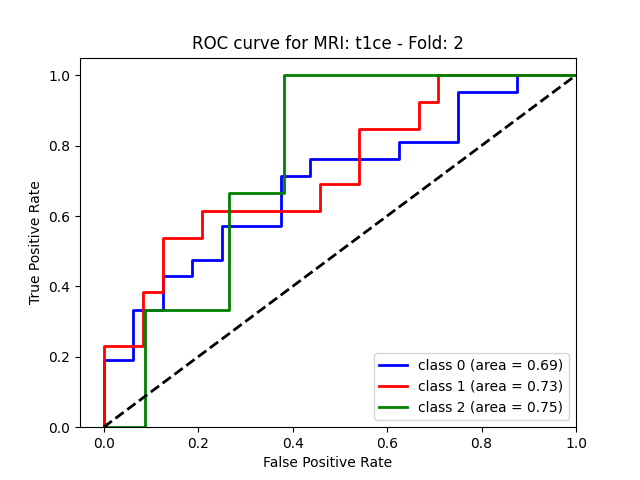 ROC curve for MRI: t1ce - Fold: 2
1.0
0.8
0.6
0.4
0.2
0.0
True Positive Rate
class 0 (area = 0.69)
class 1 (area = 0.73)
class 2 (area = 0.75)
0.0 0.2 0.4 0.6 0.8 1.0
False Positive Rate